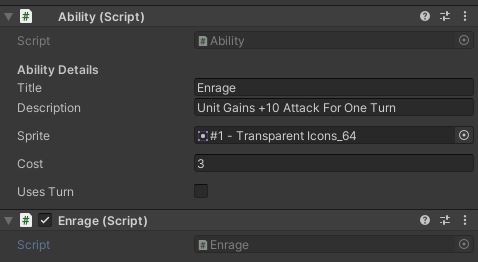 # Ability (Script)
Script # Ability
Ability Details
Title Enrage
Description Unit Gains +10 Attack For One Turn
Sprite #1 - Transparent Icons_64
Cost 3
Uses Turn
# Enrage (Script)
Script # Enrage